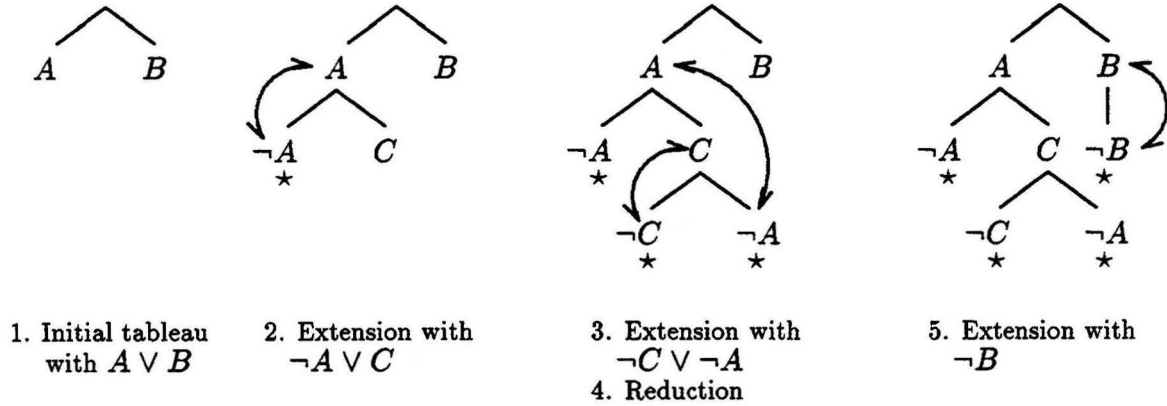 A B
A B
¬A C
⋆
A B
¬A C
⋆
¬C ¬A
⋆ ⋆
A B
¬A C ¬B
⋆ ⋆
¬C ¬A
⋆ ⋆
1. Initial tableau
with A ∨ B
2. Extension with
¬A ∨ C
3. Extension with
¬C ∨ ¬A
4. Reduction
5. Extension with
¬B